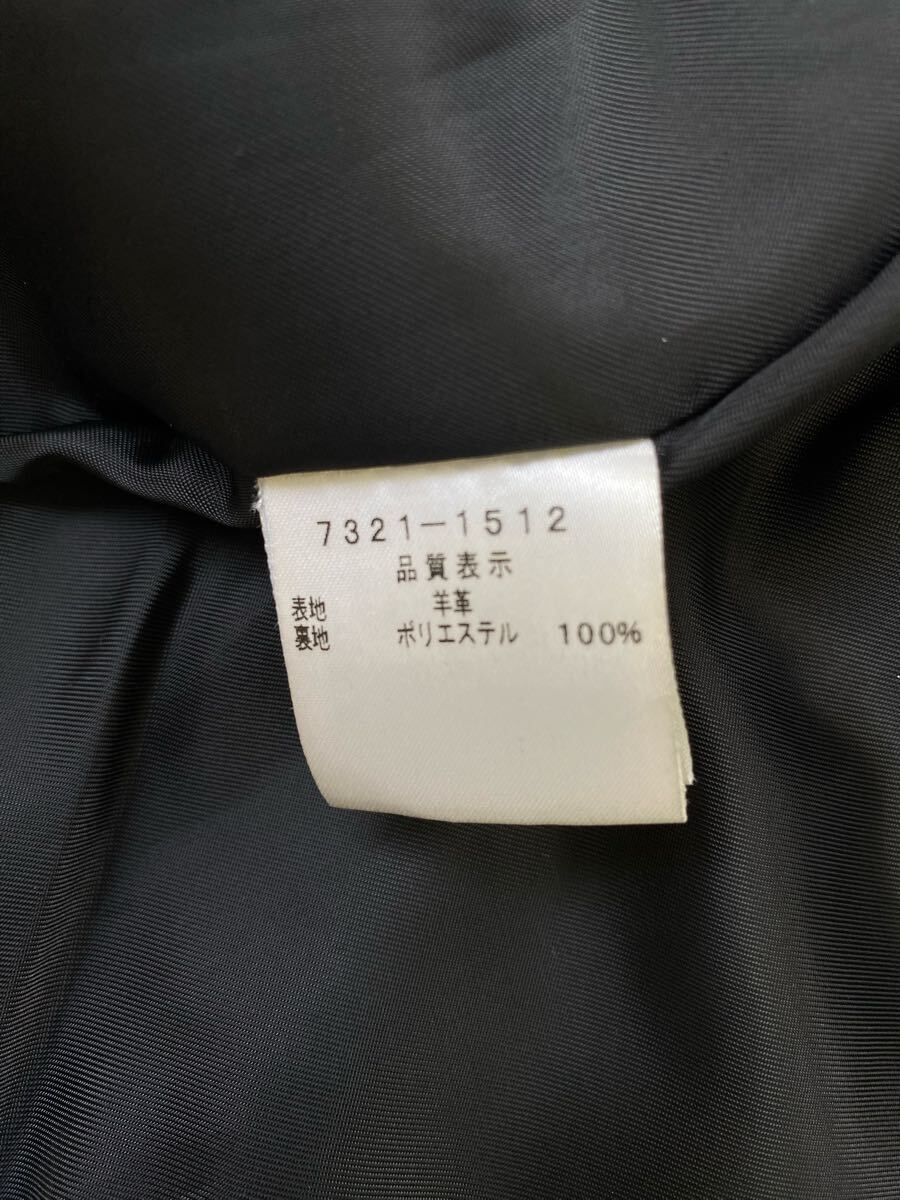 7321-1512
品質表示
表地 羊革
裏地 ポリエステル 100%